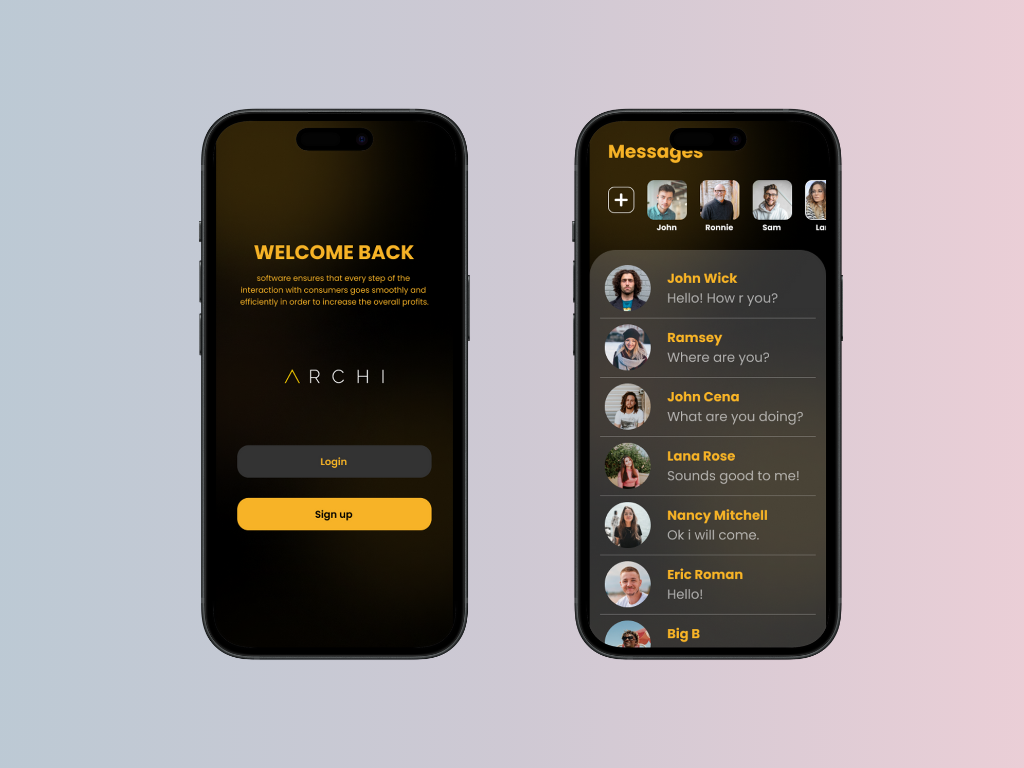 WELCOME BACK
software ensures that every step of the
interaction with consumers goes smoothly and
efficiently in order to increase the overall profits.
ARCHI
Login
Sign up
Messages
John
Ronnie
Sam
John Wick
Hello! How r you?
Ramsey
Where are you?
John Cena
What are you doing?
Lana Rose
Sounds good to me!
Nancy Mitchell
Ok i will come.
Eric Roman
Hello!
Big B